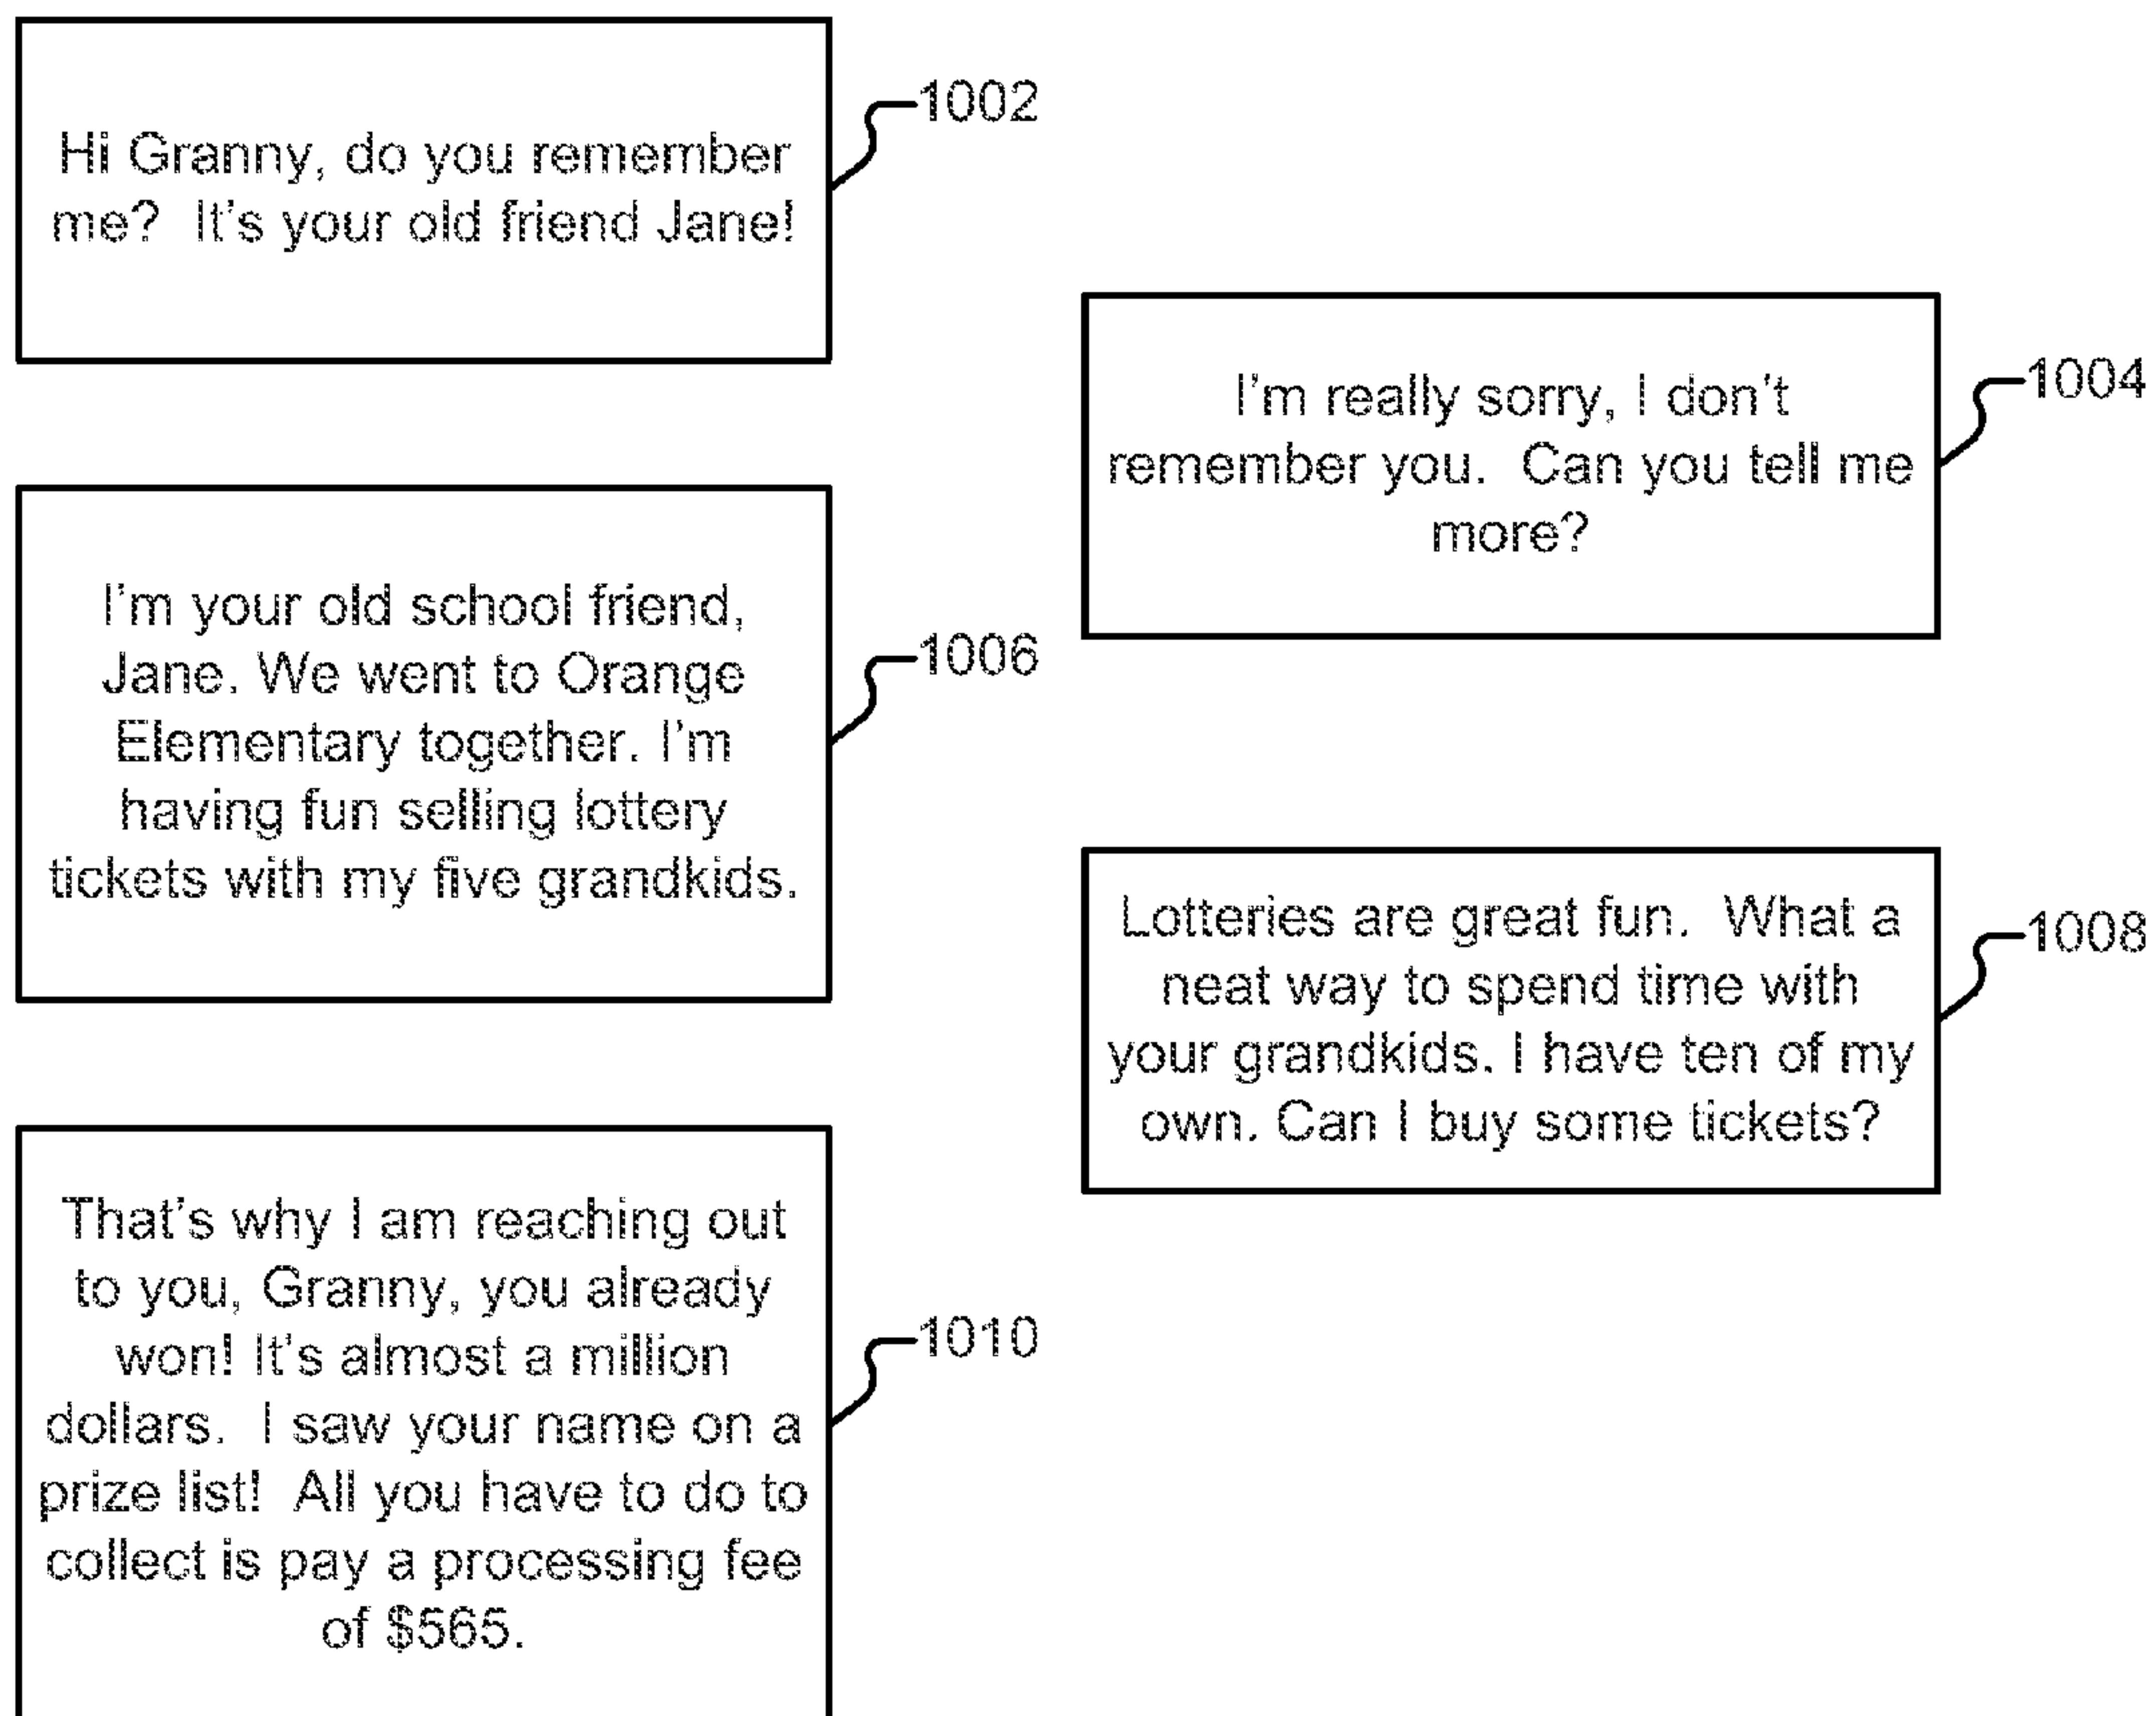 Hi Granny, do you remember
me?  It's your old friend Jane!
1002
I'm really sorry, I don't
remember you.  Can you tell me
more?
1004
I'm your old school friend,
Jane. We went to Orange
Elementary together. I'm
having fun selling lottery
tickets with my five grandkids.
1006
Lotteries are great fun.  What a
neat way to spend time with
your grandkids. I have ten of my
own. Can I buy some tickets?
1008
That's why I am reaching out
to you, Granny, you already
won! It's almost a million
dollars.  I saw your name on a
prize list!  All you have to do to
collect is pay a processing fee
of $565.
1010